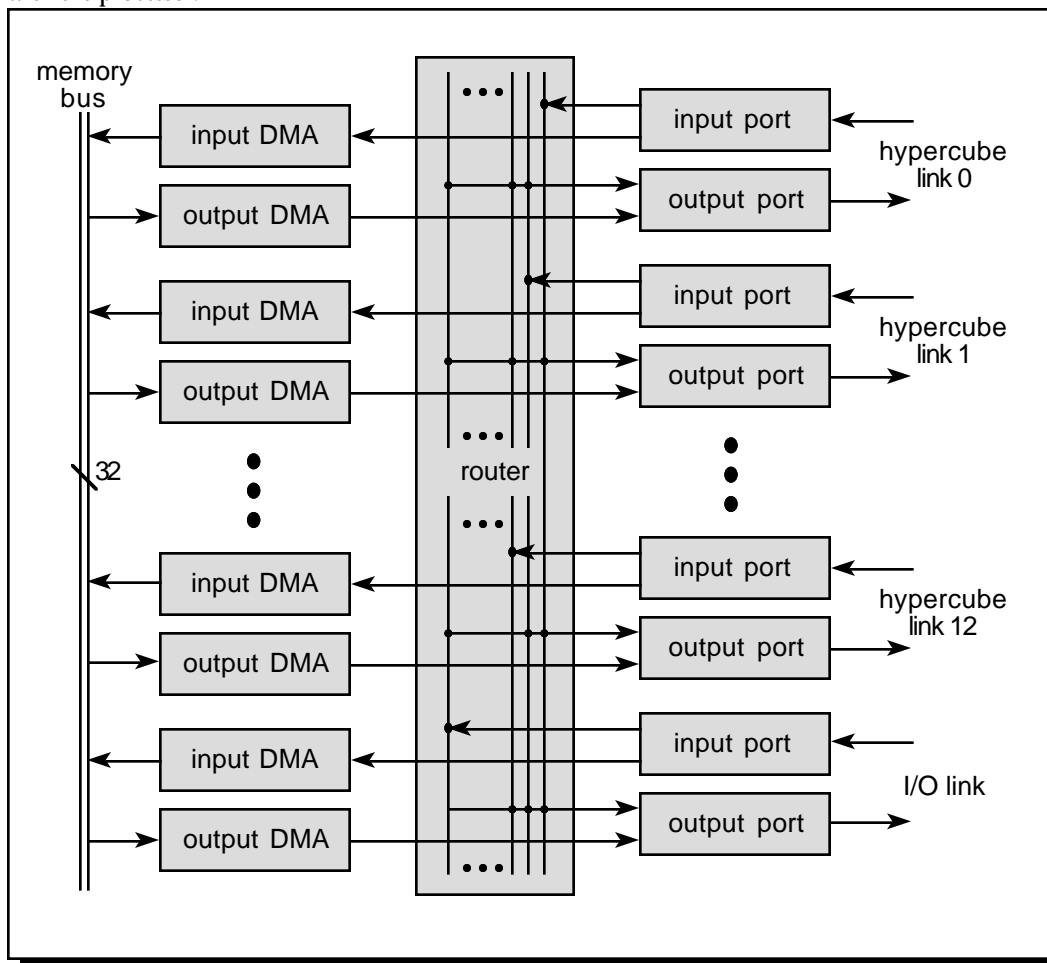 memory
bus
input DMA
input port
output DMA
output port
hypercube
link 0
input DMA
input port
output DMA
output port
hypercube
link 1
32
router
input DMA
input port
output DMA
output port
hypercube
link 12
input DMA
input port
output DMA
output port
I/O link